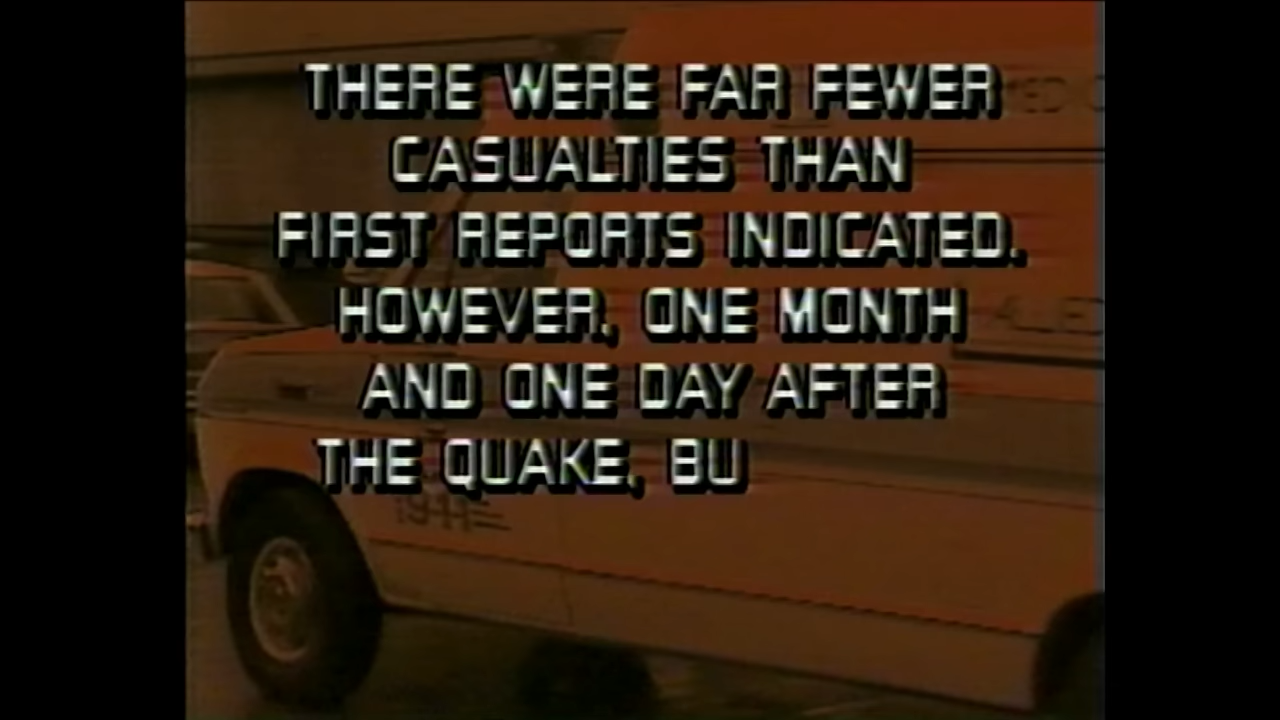 THERE WERE FAR FEWER
CASUALTIES THAN
FIRST REPORTS INDICATED.
HOWEVER, ONE MONTH
AND ONE DAY AFTER
THE QUAKE, BU